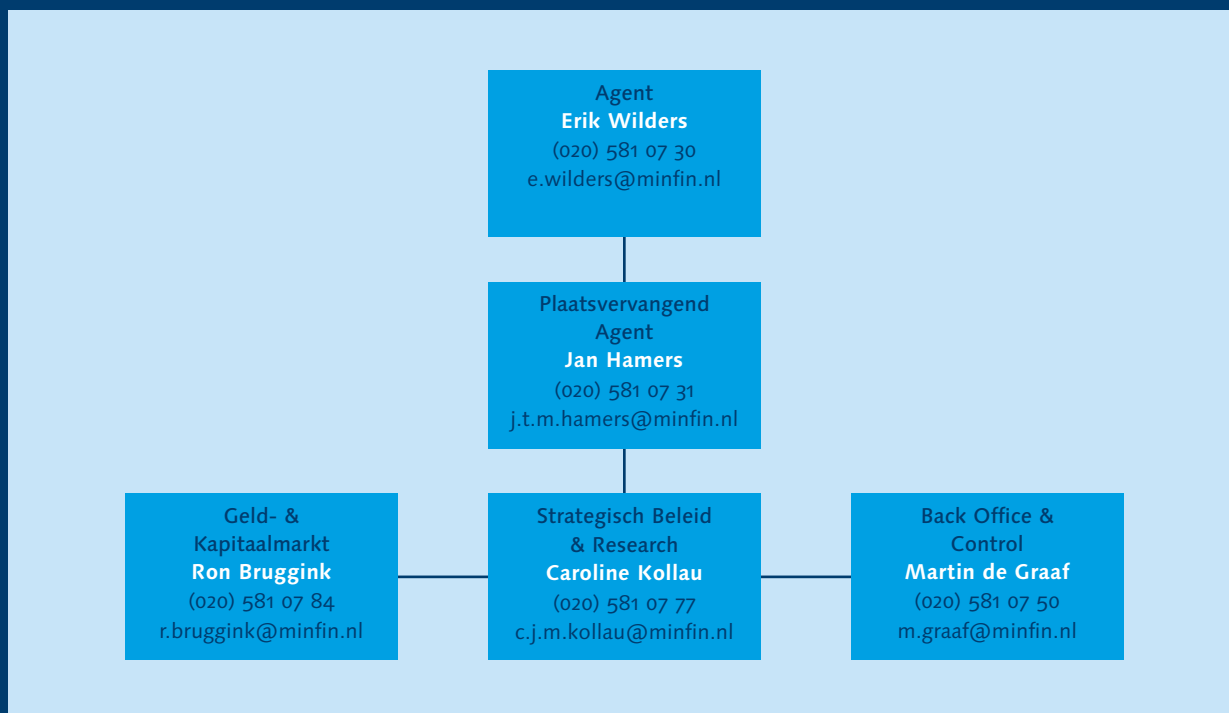 Agent
Erik Wilders
(020) 581 07 30
e.wilders@minfin.nl
Plaatsvervangend
Agent
Jan Hamers
(020) 581 07 31
j.t.m.hamers@minfin.nl
Geld- &
Kapitaalmarkt
Ron Bruggink
(020) 581 07 84
r.bruggink@minfin.nl
Strategisch Beleid
& Research
Caroline Kollau
(020) 581 07 77
c.j.m.kollau@minfin.nl
Back Office &
Control
Martin de Graaf
(020) 581 07 50
m.graaf@minfin.nl